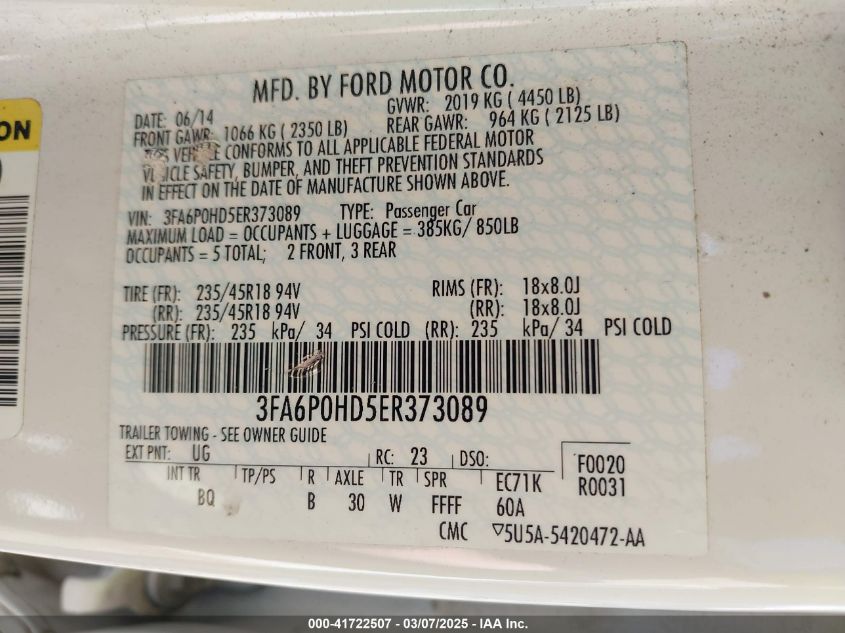 ON
MFD. BY FORD MOTOR CO.
DATE: 06/14 GVWR: 2019 KG ( 4450 LB)
FRONT GAWR: 1066 KG ( 2350 LB) REAR GAWR: 964 KG ( 2125 LB)
CONFORMS TO ALL APPLICABLE FEDERAL MOTOR
SAFETY, BUMPER, AND THEFT PREVENTION STANDARDS
IN EFFECT ON THE DATE OF MANUFACTURE SHOWN ABOVE.
VIN: 3FA6P0HD5ER373089 TYPE: Passenger Car
MAXIMUM LOAD = OCCUPANTS + LUGGAGE = 385KG/ 850LB
OCCUPANTS = 5 TOTAL; 2 FRONT, 3 REAR
TIRE (FR): 235/45R18 94V RIMS (FR): 18x8.0J
(RR): 235/45R18 94V (RR): 18x8.0J
PRESSURE (FR): 235 kPa/ 34 PSI COLD (RR): 235 kPa/ 34 PSI COLD
3FA6P0HD5ER373089
TRAILER TOWING - SEE OWNER GUIDE
EXT PNT: UG RC: 23 DSO: F0020
INT TR TP/PS R AXLE TR SPR EC71K R0031
BQ B 30 W FFFF 60A
CMC ▽5U5A-5420472-AA
000-41722507 - 03/07/2025 - IAA Inc.